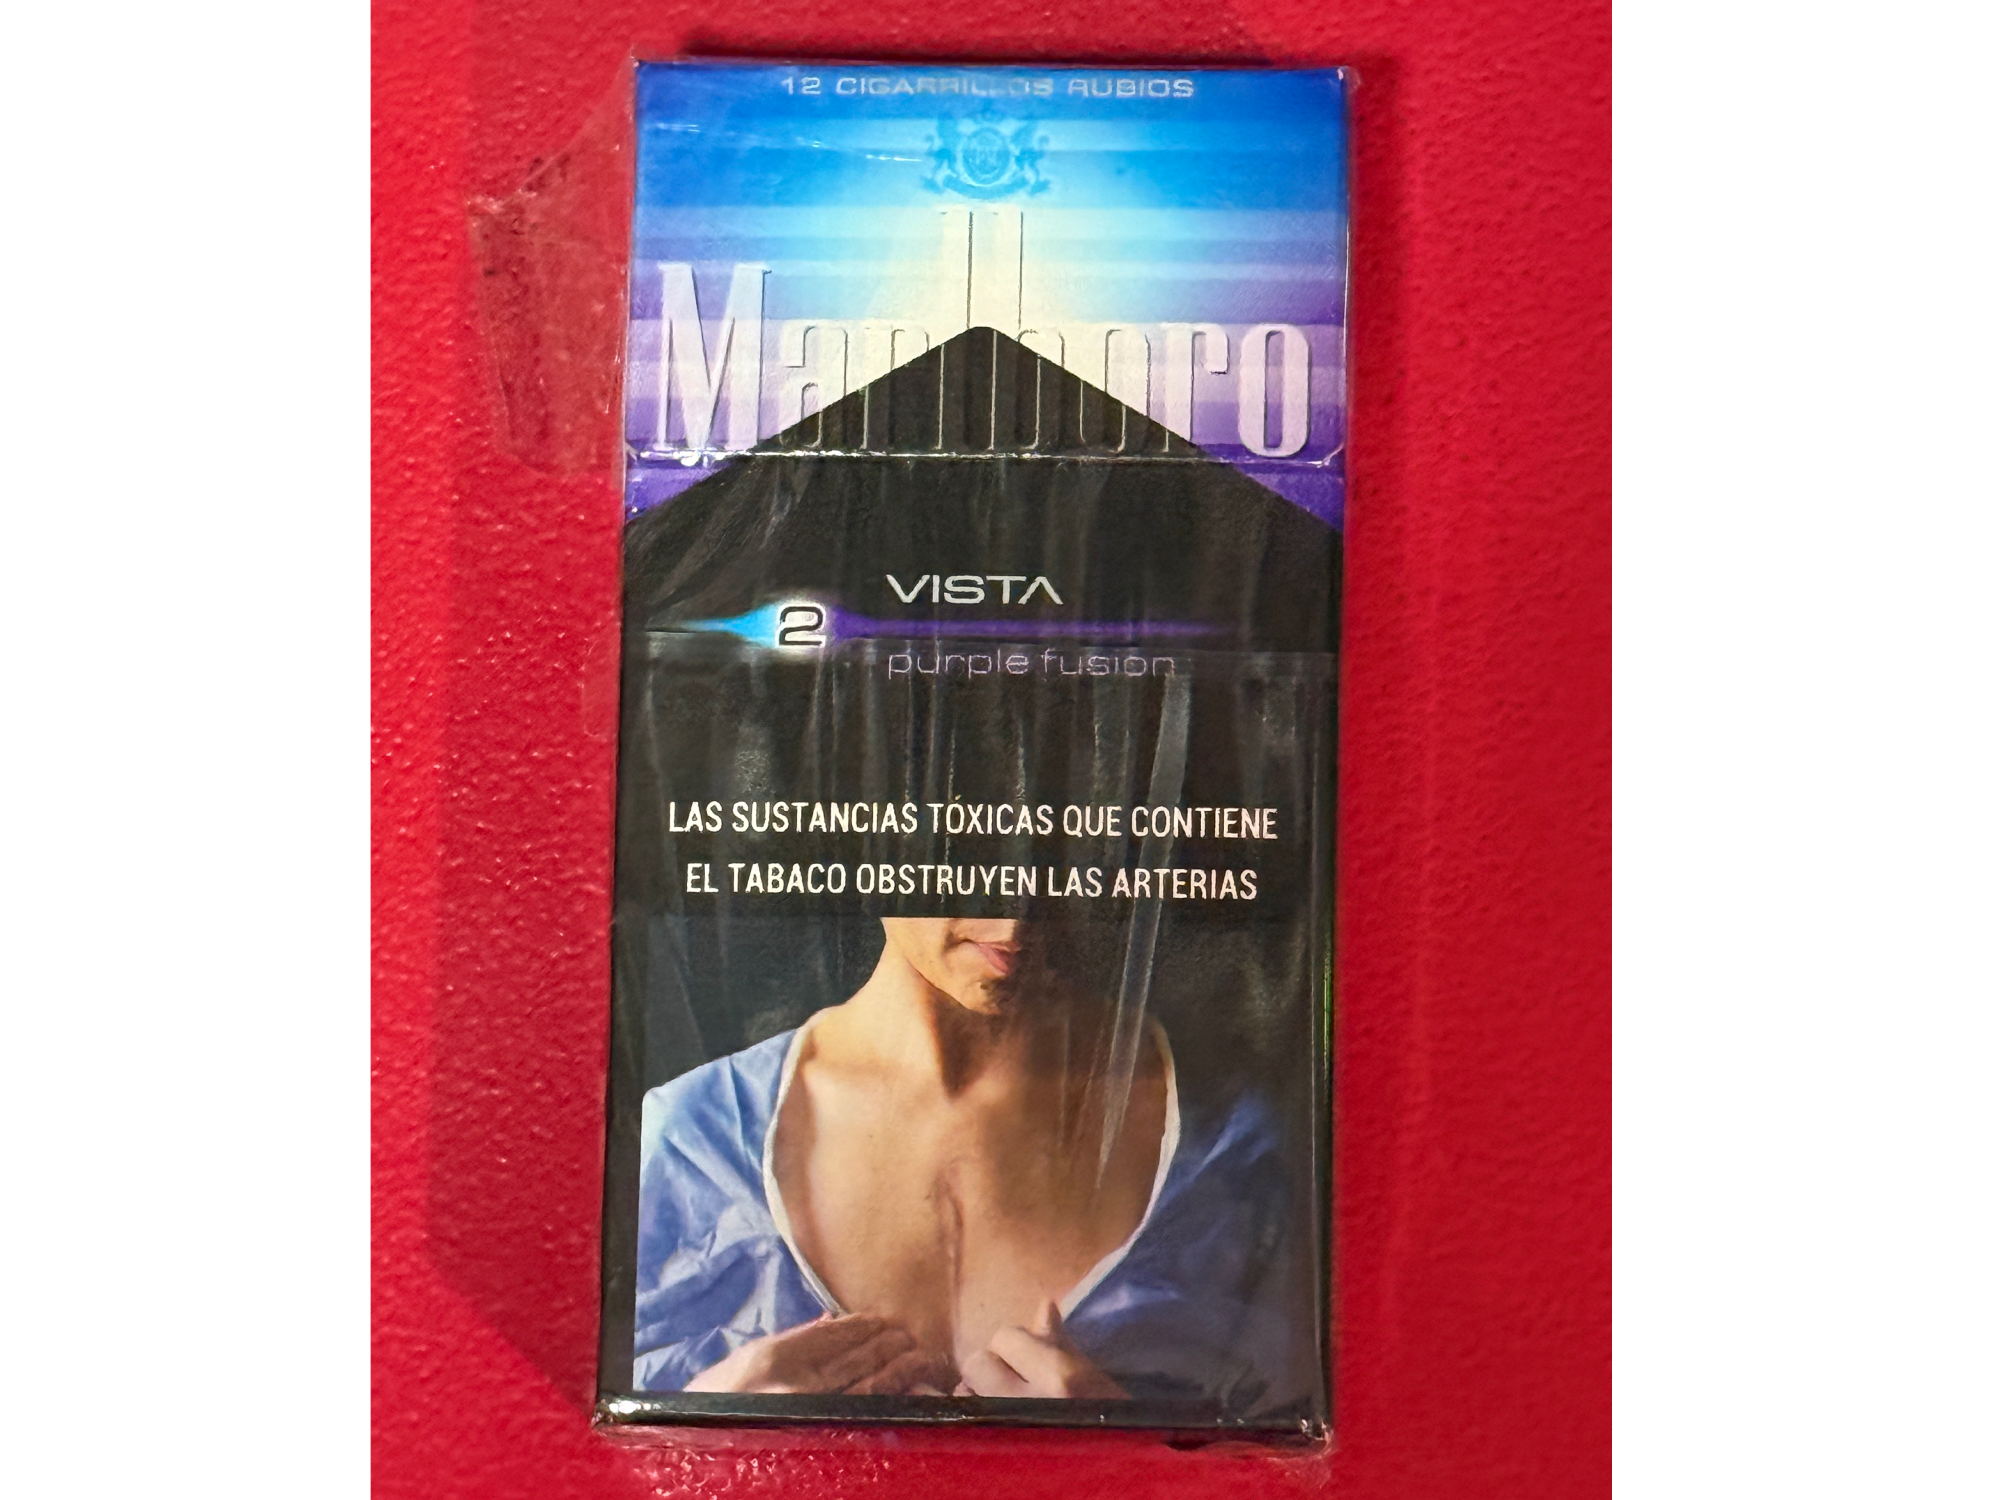 12 CIGARRILLOS RUBIOS
Marlboro
VISTA
2
purple fusion
LAS SUSTANCIAS TÓXICAS QUE CONTIENE
EL TABACO OBSTRUYEN LAS ARTERIAS